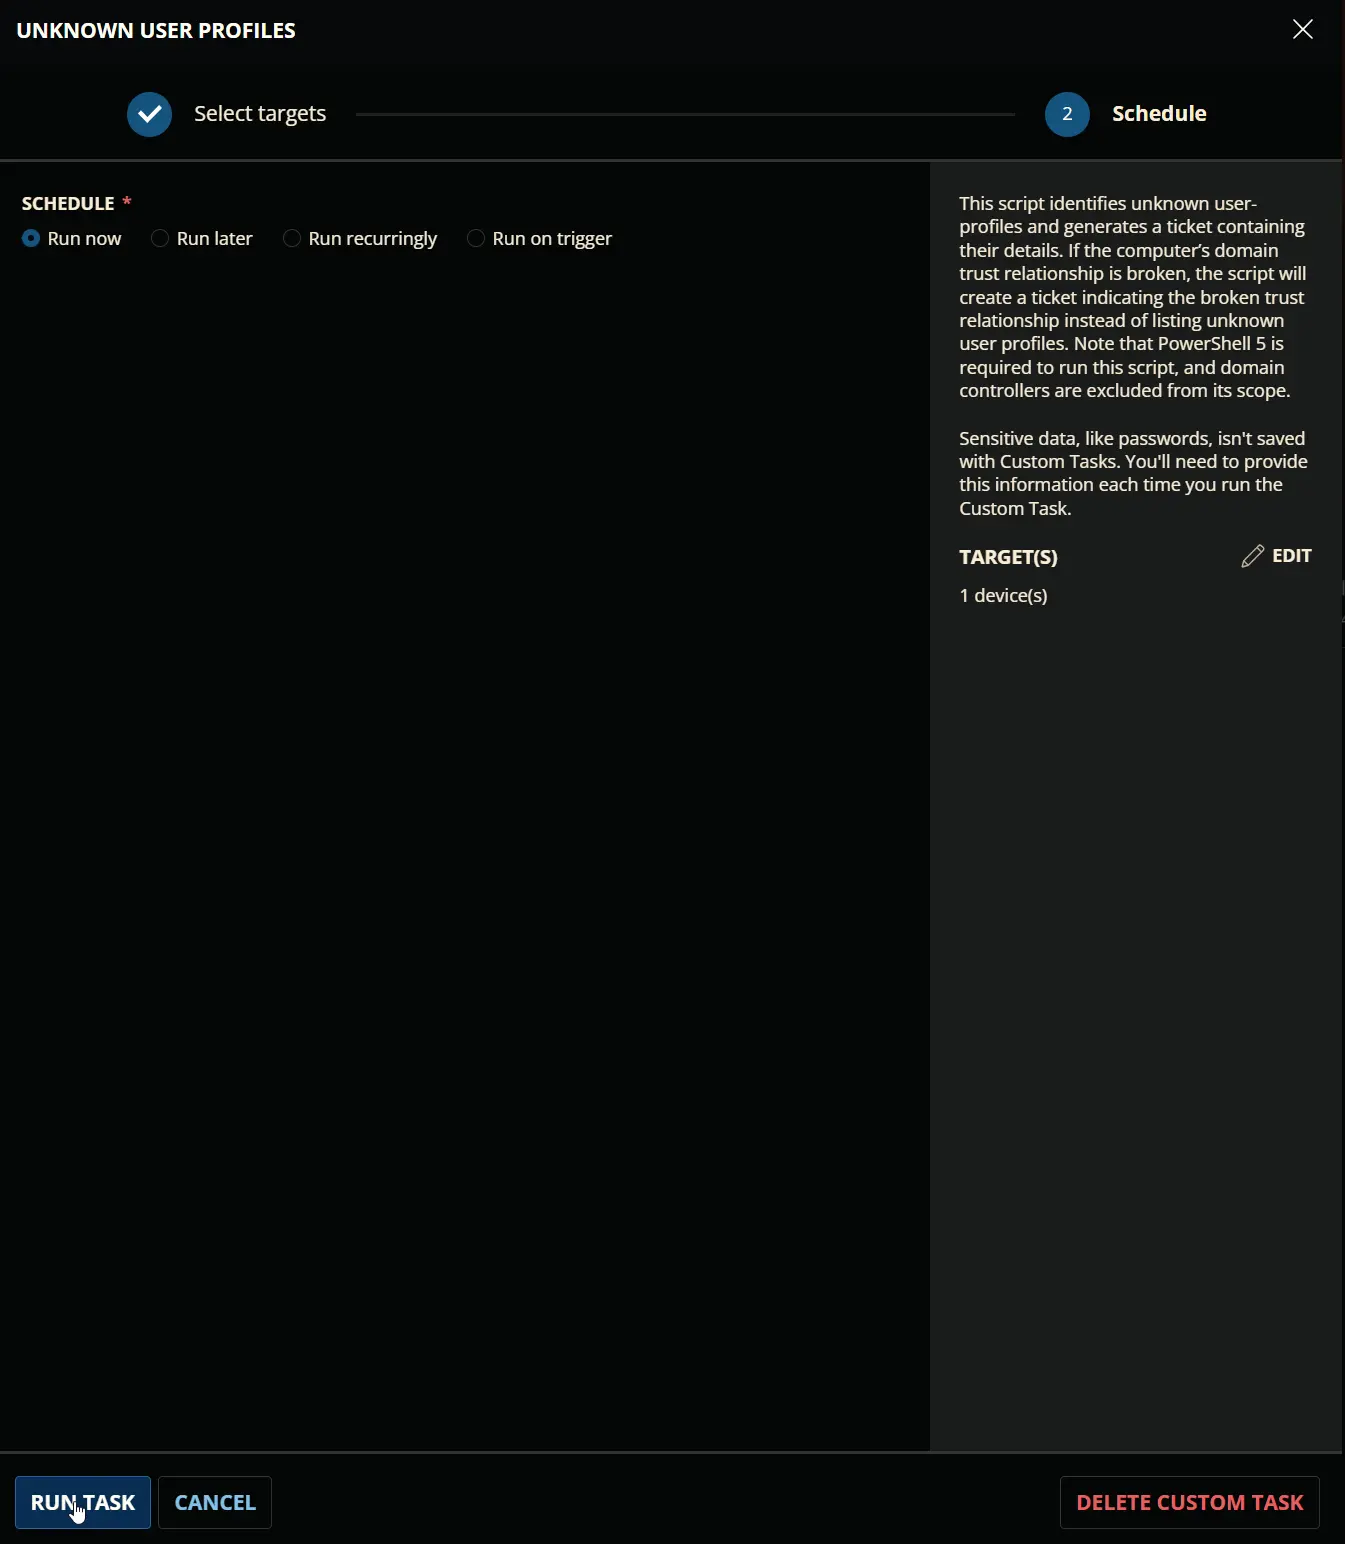 UNKNOWN USER PROFILES
Select targets
2
Schedule
SCHEDULE *
Run now
Run later
Run recurringly
Run on trigger
This script identifies unknown user-
profiles and generates a ticket containing
their details. If the computer’s domain
trust relationship is broken, the script will
create a ticket indicating the broken trust
relationship instead of listing unknown
user profiles. Note that PowerShell 5 is
required to run this script, and domain
controllers are excluded from its scope.
Sensitive data, like passwords, isn't saved
with Custom Tasks. You'll need to provide
this information each time you run the
Custom Task.
TARGET(S)
EDIT
1 device(s)
RUN TASK
CANCEL
DELETE CUSTOM TASK